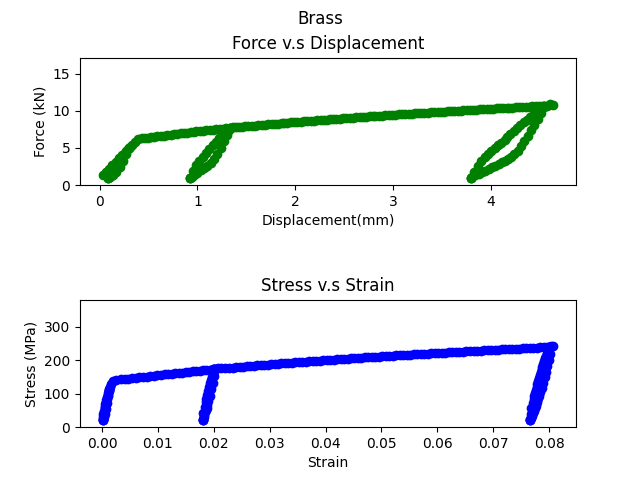 Brass
Force v.s Displacement
15
10
5
0
Force (kN)
0 1 2 3 4
Displacement(mm)
Stress v.s Strain
300
200
100
0
Stress (MPa)
0.00 0.01 0.02 0.03 0.04 0.05 0.06 0.07 0.08
Strain